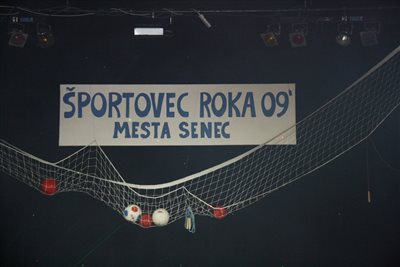 ŠPORTOVEC ROKA 09'
MESTA SENEC